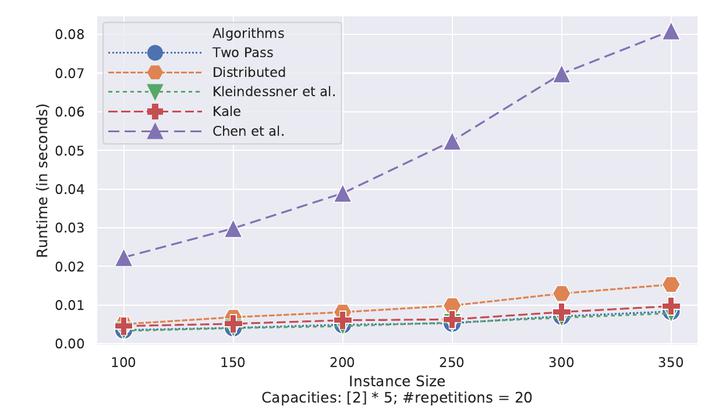 0.08
0.07
0.06
0.05
0.04
0.03
0.02
0.01
0.00
Runtime (in seconds)
Algorithms
Two Pass
Distributed
Kleindessner et al.
Kale
Chen et al.
100 150 200 250 300 350
Instance Size
Capacities: [2] * 5; #repetitions = 20